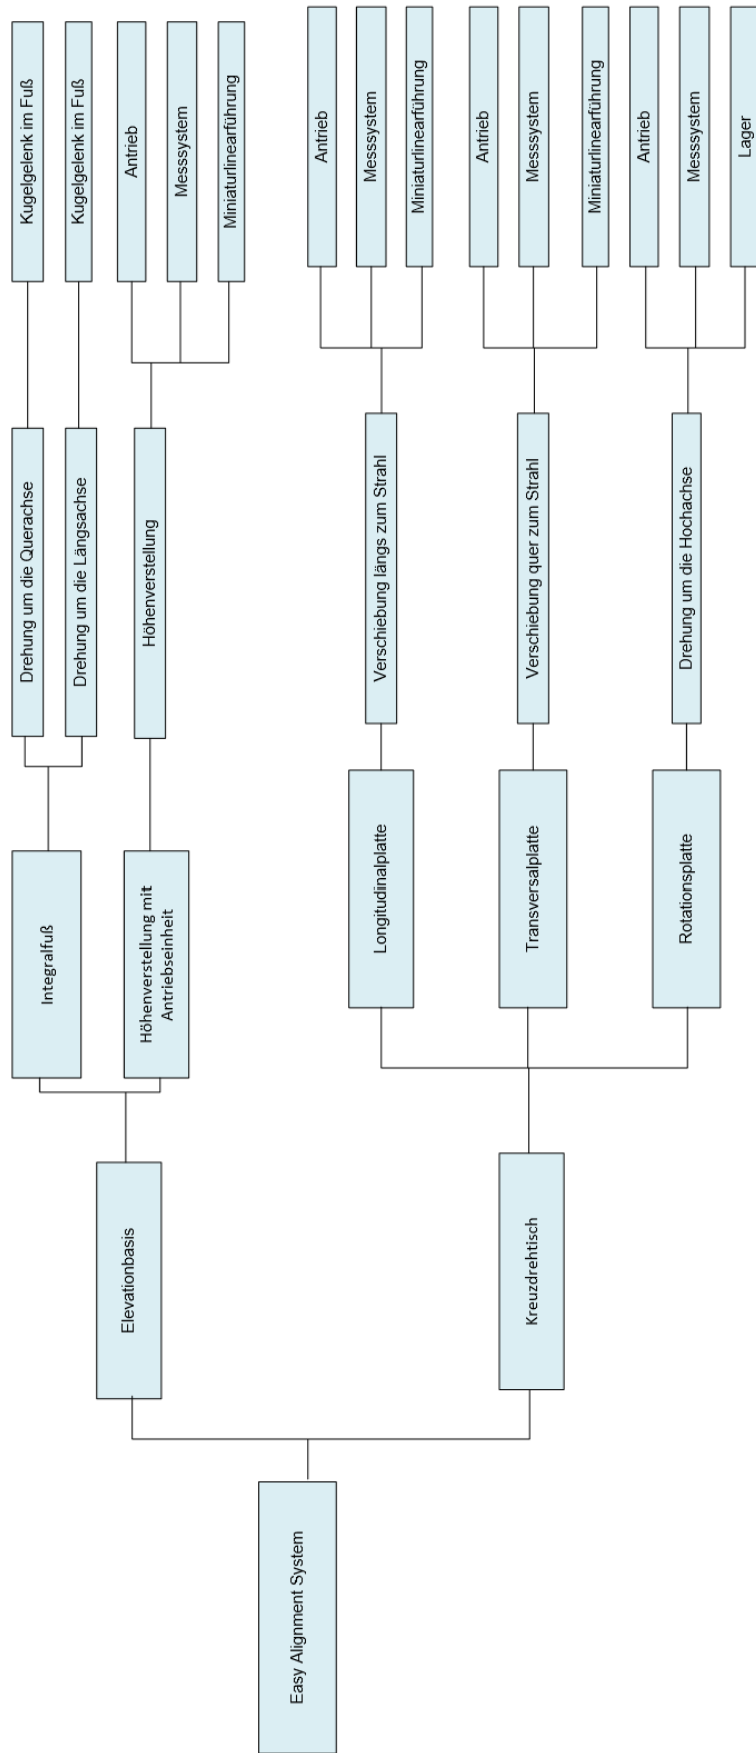 Easy Alignment System
Elevationbasis
Kreuzdrehtisch
Integralfuß
Höhenverstellung mit
Antriebseinheit
Longitudinalplatte
Transversalplatte
Rotationsplatte
Drehung um die Querachse
Drehung um die Längsachse
Höhenverstellung
Verschiebung längs zum Strahl
Verschiebung quer zum Strahl
Drehung um die Hochachse
Kugelgelenk im Fuß
Kugelgelenk im Fuß
Antrieb
Messsystem
Miniaturlinearführung
Antrieb
Messsystem
Miniaturlinearführung
Antrieb
Messsystem
Miniaturlinearführung
Antrieb
Messsystem
Lager